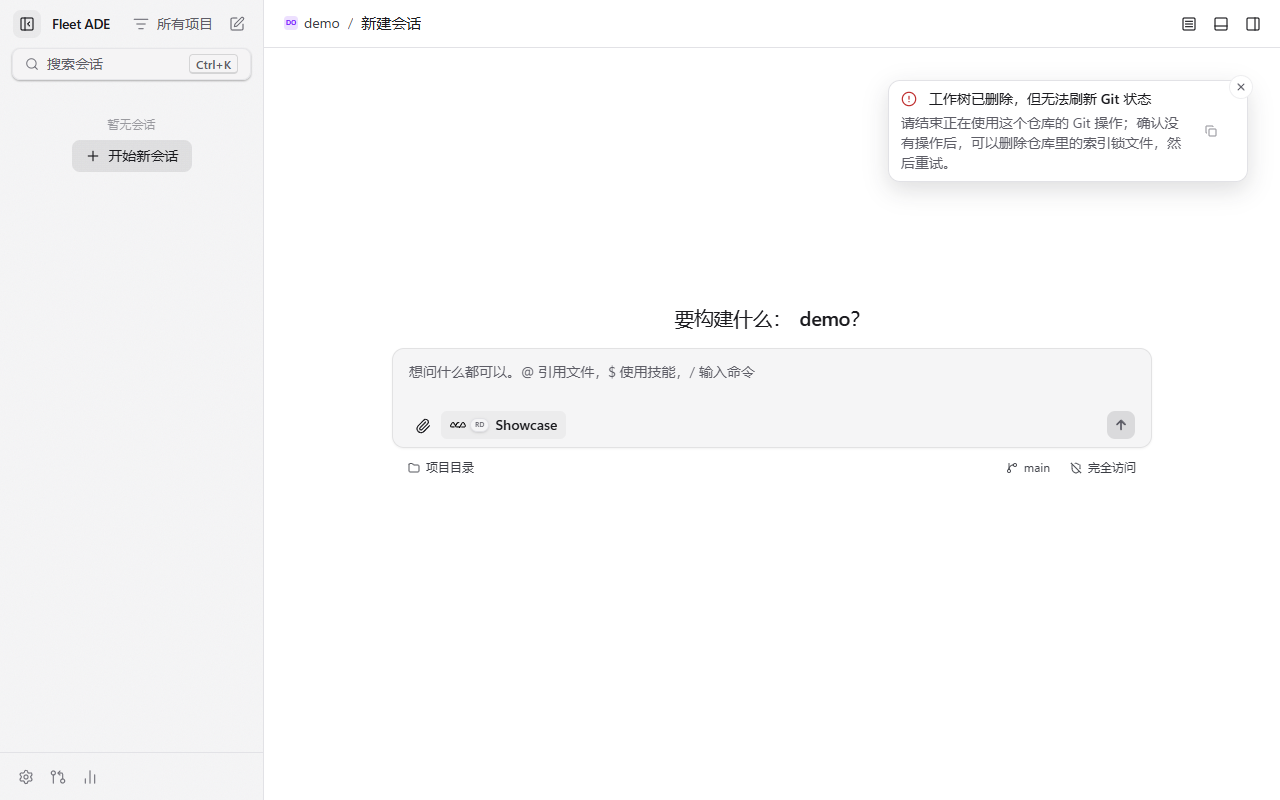 Fleet ADE
所有项目
搜索会话
Ctrl+K
暂无会话
开始新会话
DO demo / 新建会话
工作树已删除，但无法刷新 Git 状态
请结束正在使用这个仓库的 Git 操作；确认没
有操作后，可以删除仓库里的索引锁文件，然
后重试。
要构建什么： demo？
想问什么都可以。@ 引用文件，$ 使用技能，/ 输入命令
RD Showcase
项目目录
main
完全访问